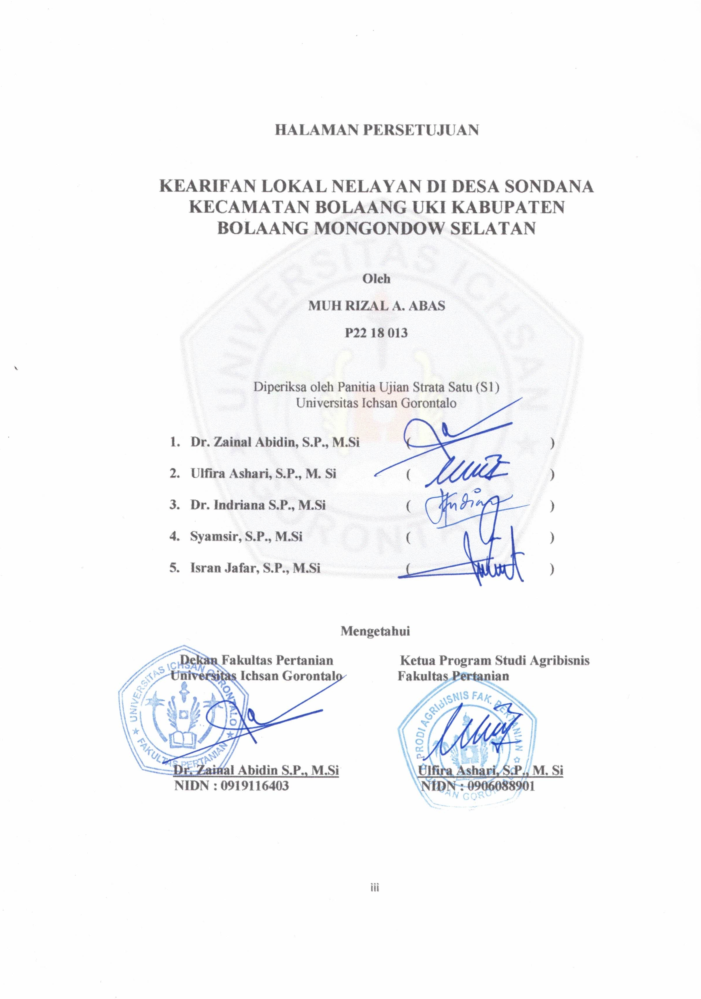 HALAMAN PERSETUJUAN
KEARIFAN LOKAL NELAYAN DI DESA SONDANA
KECAMATAN BOLAANG UKI KABUPATEN
BOLAANG MONGONDOW SELATAN
UNIVERSITAS ICHSAN
GORONTALO
Oleh
MUH RIZAL A. ABAS
P22 18 013
Diperiksa oleh Panitia Ujian Strata Satu (S1)
Universitas Ichsan Gorontalo
1. Dr. Zainal Abidin, S.P., M.Si ( )
2. Ulfira Ashari, S.P., M. Si ( )
3. Dr. Indriana S.P., M.Si ( )
4. Syamsir, S.P., M.Si ( )
5. Isran Jafar, S.P., M.Si ( )
Mengetahui
Dekan Fakultas Pertanian
Universitas Ichsan Gorontalo
UNIVERSITAS ICHSAN GORONTALO
FAKULTAS PERTANIAN
Dr. Zainal Abidin S.P., M.Si
NIDN : 0919116403
Ketua Program Studi Agribisnis
Fakultas Pertanian
PRODI AGRIBISNIS FAK. PERTANIAN
UNISAN GORONTALO
Ulfira Ashari, S.P., M. Si
NIDN : 0906088901
iii